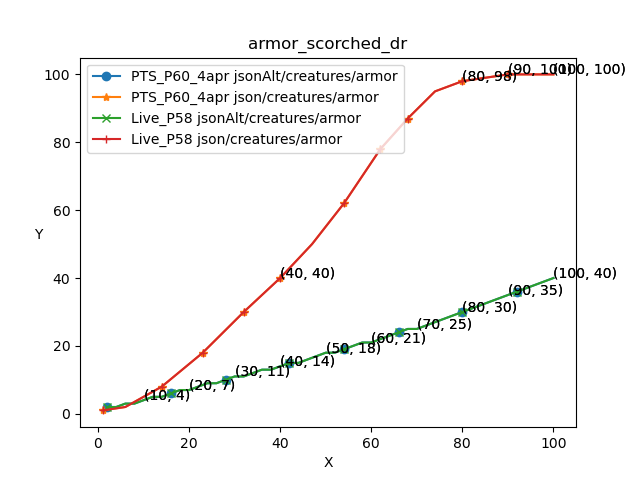 armor_scorched_dr
PTS_P60_4apr jsonAlt/creatures/armor
PTS_P60_4apr json/creatures/armor
Live_P58 jsonAlt/creatures/armor
Live_P58 json/creatures/armor
(80, 98)
(90, 100)
(100, 100)
(40, 40)
(100, 40)
(90, 35)
(80, 30)
(70, 25)
(60, 21)
(50, 18)
(40, 14)
(30, 11)
(20, 7)
(10, 4)
Y
100
80
60
40
20
0
0 20 40 60 80 100
X